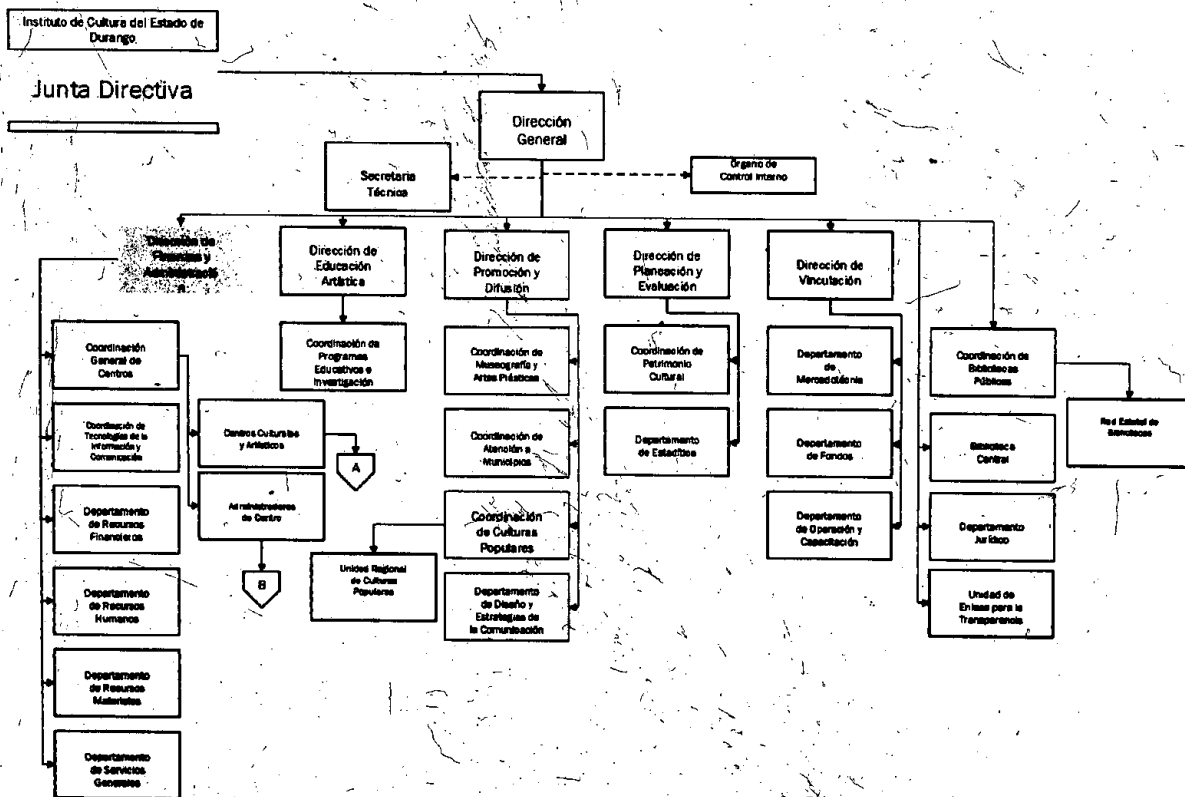 Instituto de Cultura del Estado de
Durango
Junta Directiva
Dirección
General
Secretaria
Técnica
Órgano de
Control Interno
Dirección de
Finanzas y
Administració
n
Dirección de
Educación
Artística
Dirección de
Promoción y
Difusión
Dirección de
Planeación y
Evaluación
Dirección de
Vinculación
Coordinación
General de
Centros
Coordinación de
Programas
Educativos e
Investigación
Coordinación de
Museografía y
Artes Plásticas
Coordinación de
Patrimonio
Cultural
Departamento
de
Mercadotecnia
Coordinación de
Bibliotecas
Públicas
Red Estatal de
Bibliotecas
Coordinación de
Tecnologías de la
Información y
Comunicación
Centros Culturales
y Artísticos
A
Coordinación de
Atención a
Municipios
Departamento
de Estadítica
Departamento
de Fondos
Biblioteca
Central
Departamento
de Recursos
Financieros
Administradores
de Centro
B
Coordinación
de Culturas
Populares
Unidad Regional
de Culturas
Populares
Departamento
de Operación y
Capacitación
Departamento
Jurídico
Departamento
de Recursos
Humanos
Departamento
de Diseño y
Estrategias de
la Comunicación
Unidad de
Enlace para la
Transparencia
Departamento
de Recursos
Materiales
Departamento
de Servicios
Generales